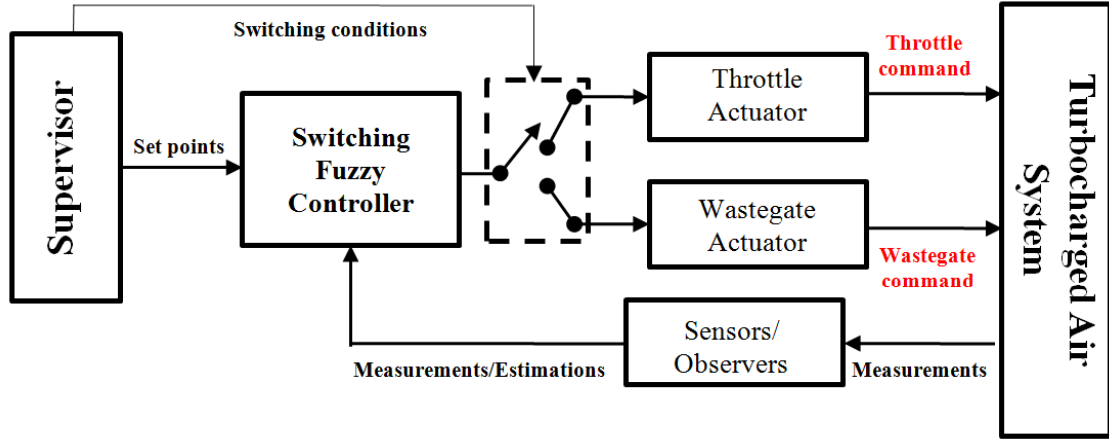 Switching conditions
Supervisor
Set points
Switching
Fuzzy
Controller
Throttle
Actuator
Throttle
command
Wastegate
Actuator
Wastegate
command
Turbocharged Air
System
Sensors/
Observers
Measurements/Estimations
Measurements